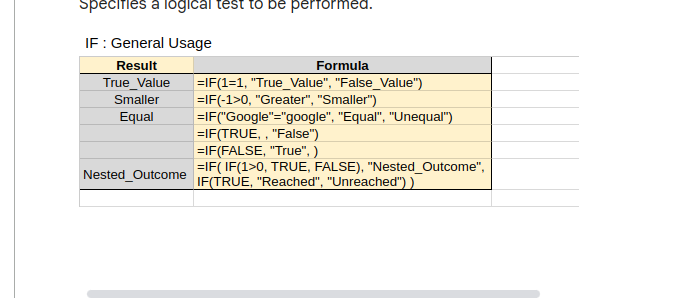 Specifies a logical test to be performed.
IF : General Usage
Result Formula
True_Value =IF(1=1, "True_Value", "False_Value")
Smaller =IF(-1>0, "Greater", "Smaller")
Equal =IF("Google"="google", "Equal", "Unequal")
=IF(TRUE, , "False")
=IF(FALSE, "True", )
Nested_Outcome =IF( IF(1>0, TRUE, FALSE), "Nested_Outcome",
IF(TRUE, "Reached", "Unreached") )